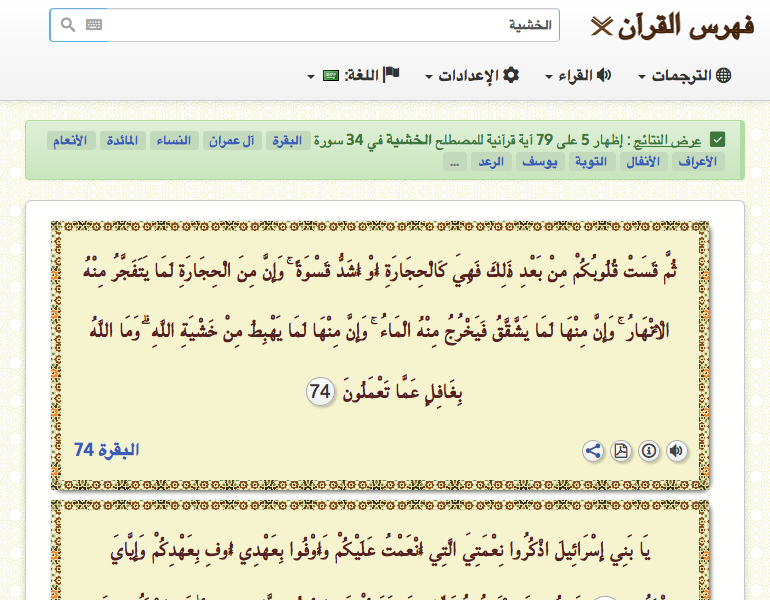 فهرس القرآن
الخشية
الترجمات
القراء
الإعدادات
اللغة:
عرض النتائج : إظهار 5 على 79 آية قرآنية للمصطلح الخشية في 34 سورة البقرة آل عمران النساء المائدة الأنعام
الأعراف الأنفال التوبة يوسف الرعد ...
ثُمَّ قَسَتْ قُلُوبُكُمْ مِنْ بَعْدِ ذَٰلِكَ فَهِيَ كَالْحِجَارَةِ أَوْ أَشَدُّ قَسْوَةً ۚ وَإِنَّ مِنَ الْحِجَارَةِ لَمَا يَتَفَجَّرُ مِنْهُ
الْأَنْهَارُ ۚ وَإِنَّ مِنْهَا لَمَا يَشَّقَّقُ فَيَخْرُجُ مِنْهُ الْمَاءُ ۚ وَإِنَّ مِنْهَا لَمَا يَهْبِطُ مِنْ خَشْيَةِ اللَّهِ ۗ وَمَا اللَّهُ
بِغَافِلٍ عَمَّا تَعْمَلُونَ 74
البقرة 74
يَا بَنِي إِسْرَائِيلَ اذْكُرُوا نِعْمَتِيَ الَّتِي أَنْعَمْتُ عَلَيْكُمْ وَأَوْفُوا بِعَهْدِي أُوفِ بِعَهْدِكُمْ وَإِيَّايَ